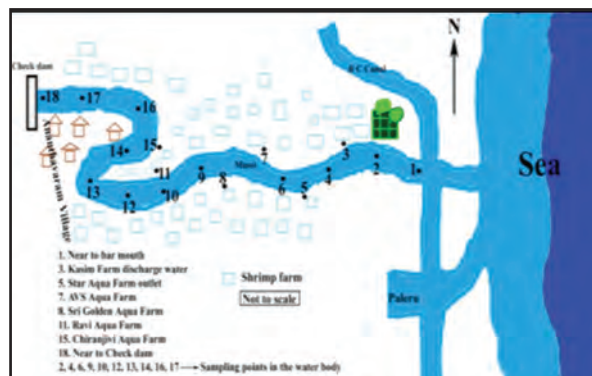 N
Check dam
B C Canal
18
17
16
15
14
13
12
11
10
9
8
7
6
5
4
3
2
1
Musi
Sea
Ananthavaram Village
Paleru
1. Near to bar mouth
3. Kasim Farm discharge water
5. Star Aqua Farm outlet
7. AVS Aqua Farm
8. Sri Golden Aqua Farm
11. Ravi Aqua Farm
15. Chiranjivi Aqua Farm
18. Near to Check dam
2, 4, 6, 9, 10, 12, 13, 14, 16, 17 → Sampling points in the water body
Shrimp farm
Not to scale